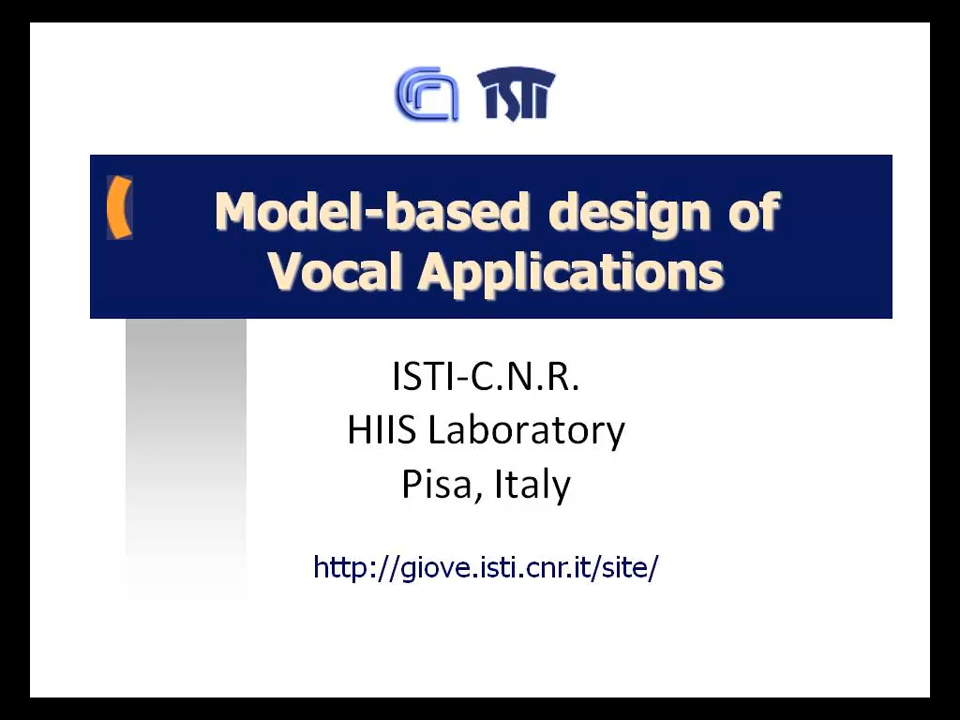 ISTI
Model-based design of
Vocal Applications
ISTI-C.N.R.
HIIS Laboratory
Pisa, Italy
http://giove.isti.cnr.it/site/